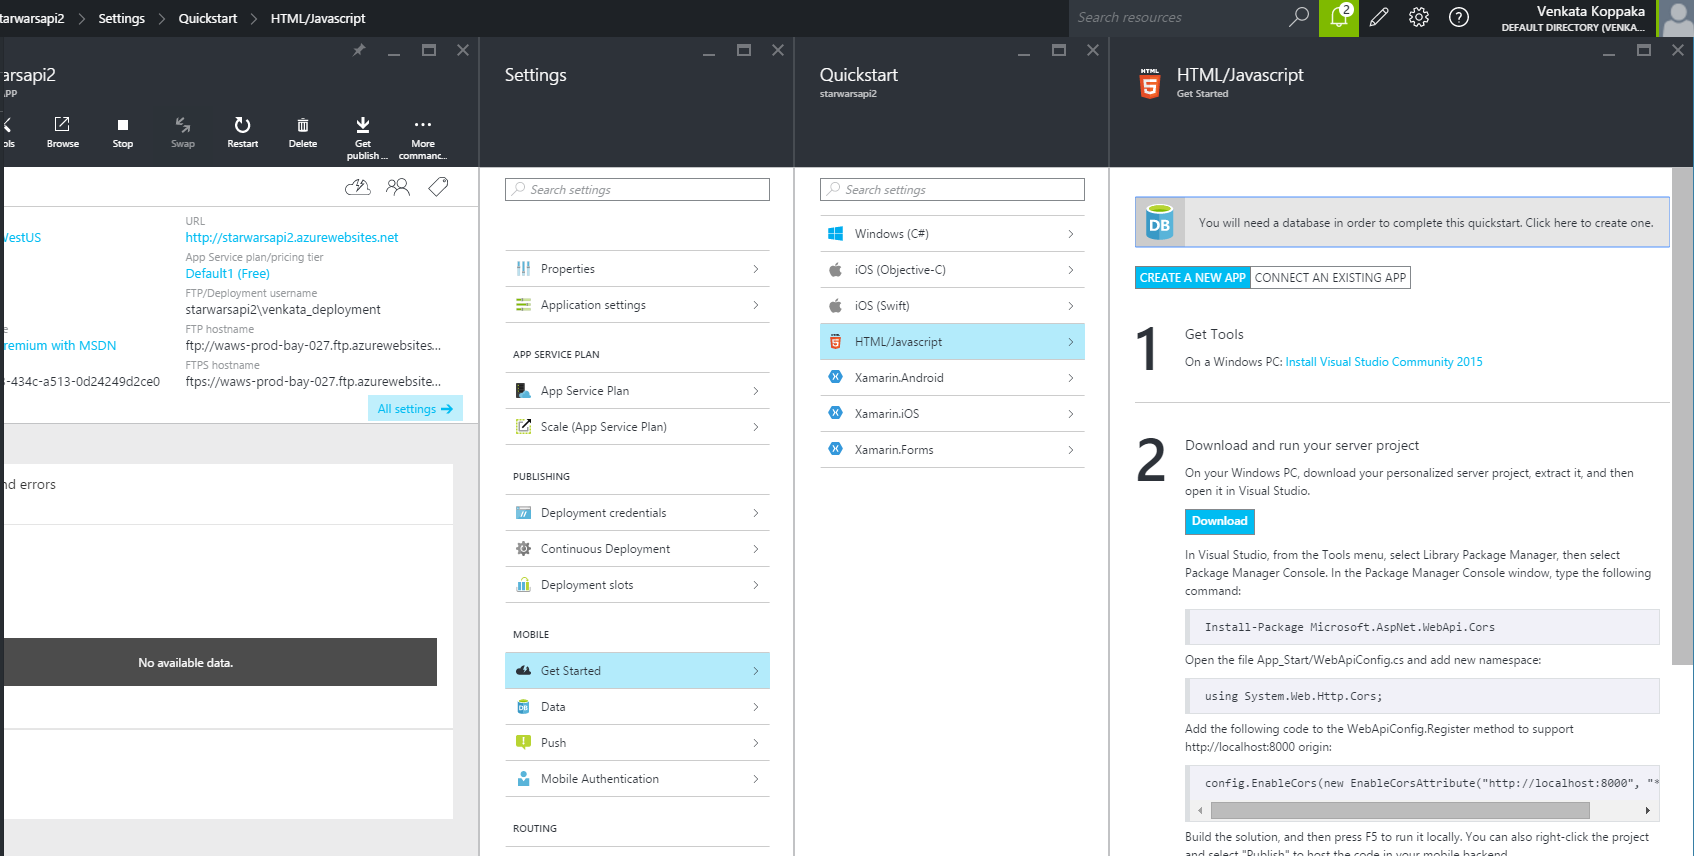 starwarsapi2 > Settings > Quickstart > HTML/Javascript
Search resources
2
Venkata Koppaka
DEFAULT DIRECTORY (VENKA...
arsapi2
APP
ols
Browse
Stop
Swap
Restart
Delete
Get
publish ...
More
commanc...
URL
WestUS
http://starwarsapi2.azurewebsites.net
App Service plan/pricing tier
Default1 (Free)
FTP/Deployment username
starwarsapi2\venkata_deployment
e
FTP hostname
remium with MSDN
ftp://waws-prod-bay-027.ftp.azurewebsites...
FTPS hostname
3-434c-a513-0d24249d2ce0
ftps://waws-prod-bay-027.ftp.azurewebsite...
All settings →
nd errors
No available data.
Settings
Search settings
Properties
Application settings
APP SERVICE PLAN
App Service Plan
Scale (App Service Plan)
PUBLISHING
Deployment credentials
Continuous Deployment
Deployment slots
MOBILE
Get Started
DB
Data
Push
Mobile Authentication
ROUTING
Quickstart
starwarsapi2
Search settings
Windows (C#)
iOS (Objective-C)
iOS (Swift)
HTML/Javascript
Xamarin.Android
Xamarin.iOS
Xamarin.Forms
HTML
5
HTML/Javascript
Get Started
DB
You will need a database in order to complete this quickstart. Click here to create one.
CREATE A NEW APP
CONNECT AN EXISTING APP
1
Get Tools
On a Windows PC: Install Visual Studio Community 2015
2
Download and run your server project
On your Windows PC, download your personalized server project, extract it, and then
open it in Visual Studio.
Download
In Visual Studio, from the Tools menu, select Library Package Manager, then select
Package Manager Console. In the Package Manager Console window, type the following
command:
Install-Package Microsoft.AspNet.WebApi.Cors
Open the file App_Start/WebApiConfig.cs and add new namespace:
using System.Web.Http.Cors;
Add the following code to the WebApiConfig.Register method to support
http://localhost:8000 origin:
config.EnableCors(new EnableCorsAttribute("http://localhost:8000", "*
Build the solution, and then press F5 to run it locally. You can also right-click the project
and select "Publish" to host the code in your mobile backend.